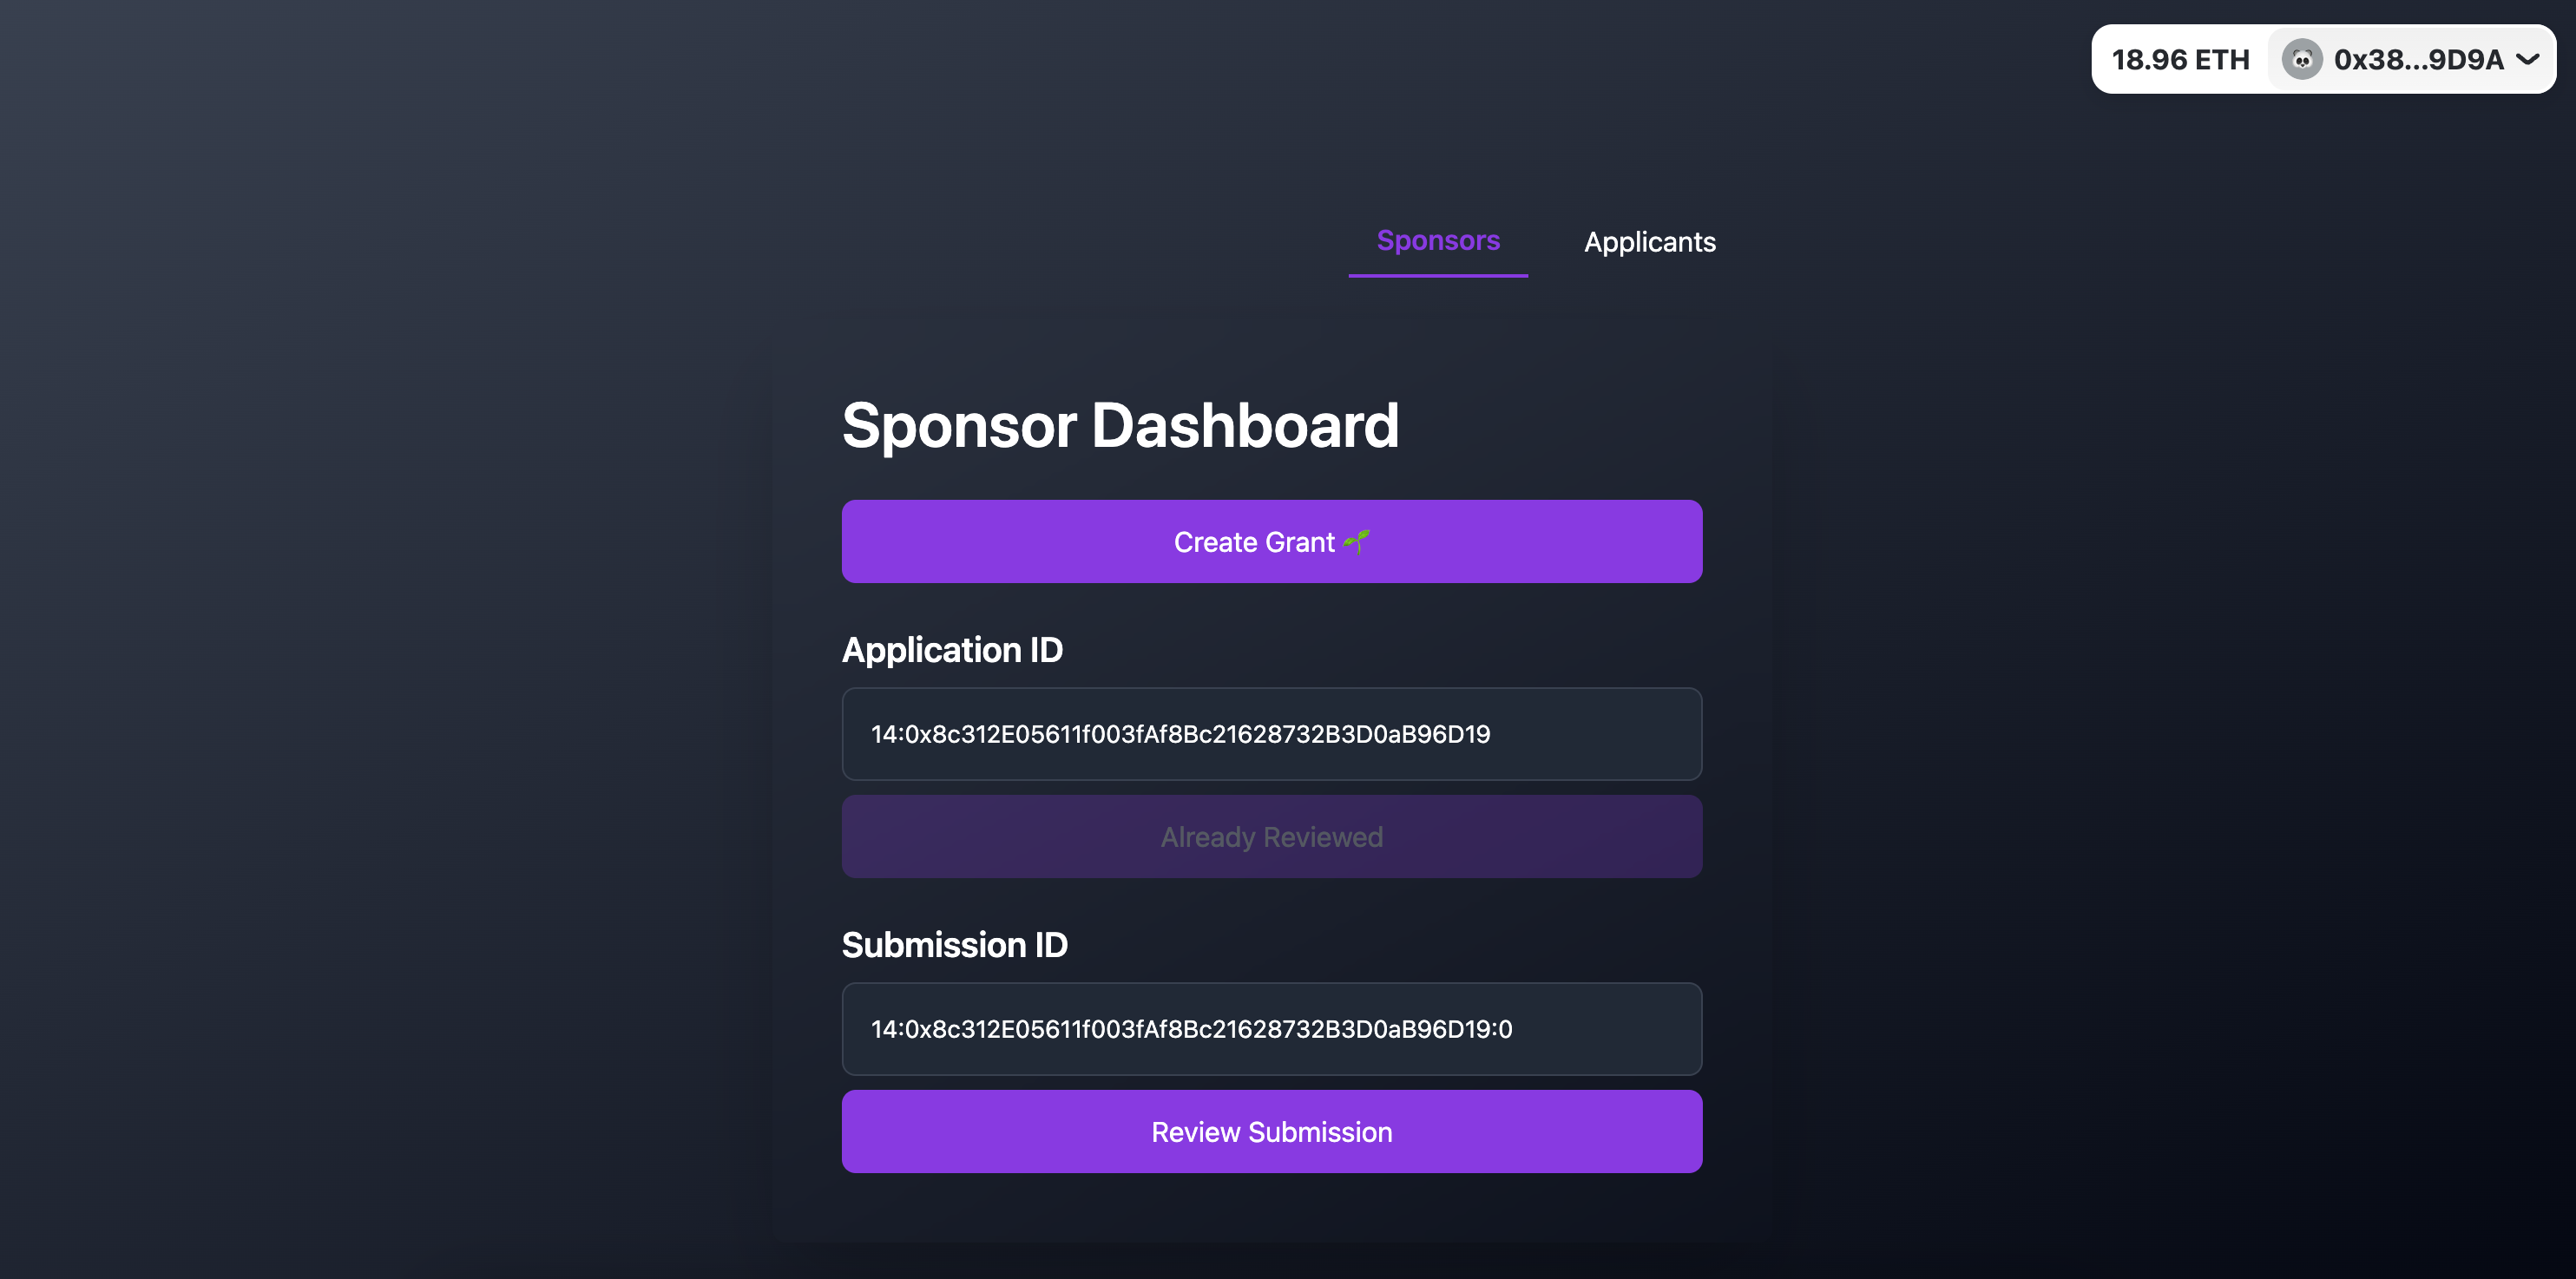 18.96 ETH 0x38...9D9A
Sponsors Applicants
Sponsor Dashboard
Create Grant 🌱
Application ID
14:0x8c312E05611f003fAf8Bc21628732B3D0aB96D19
Already Reviewed
Submission ID
14:0x8c312E05611f003fAf8Bc21628732B3D0aB96D19:0
Review Submission